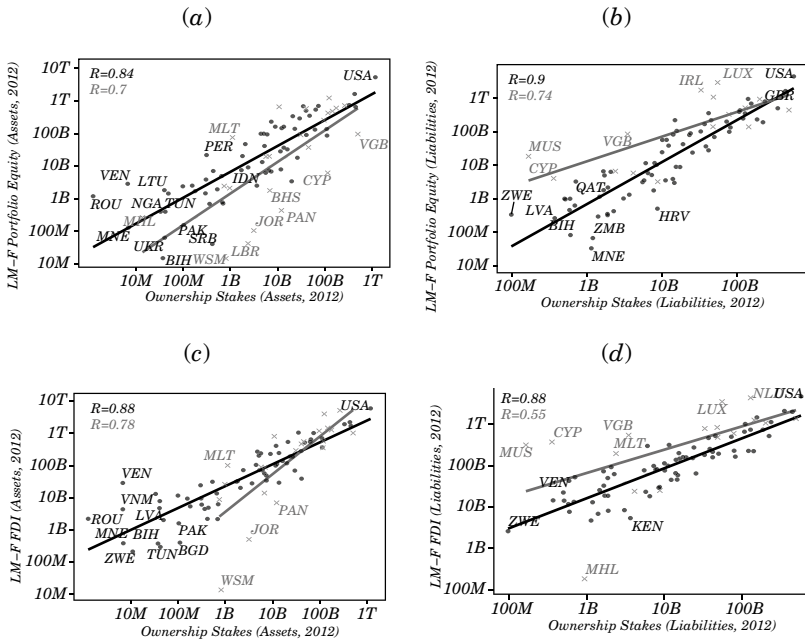 (a)
R=0.84
R=0.7
LM–F Portfolio Equity (Assets, 2012)
10T
1T
100B
10B
1B
100M
10M
USA
MLT
VGB
PER
VEN
LTU
IDN
CYP
ROU
NGA
TUN
BHS
MHL
PAN
MNE
PAK
JOR
UKR
SRB
LBR
BIH
WSM
10M
100M
1B
10B
100B
1T
Ownership Stakes (Assets, 2012)
(b)
R=0.9
R=0.74
LM–F Portfolio Equity (Liabilities, 2012)
10T
1T
100B
10B
1B
100M
10M
LUX
USA
IRL
GBR
VGB
MUS
CYP
QAT
ZWE
LVA
HRV
BIH
ZMB
MNE
100M
1B
10B
100B
Ownership Stakes (Liabilities, 2012)
(c)
R=0.88
R=0.78
LM–F FDI (Assets, 2012)
10T
1T
100B
10B
1B
100M
10M
USA
MLT
VEN
VNM
PAN
ROU
LVA
MNE
BIH
PAK
JOR
ZWE
TUN
BGD
WSM
10M
100M
1B
10B
100B
1T
Ownership Stakes (Assets, 2012)
(d)
R=0.88
R=0.55
LM–F FDI (Liabilities, 2012)
1T
100B
10B
1B
100M
NLD
USA
LUX
VGB
CYP
MUS
MLT
VEN
ZWE
KEN
MHL
100M
1B
10B
100B
Ownership Stakes (Liabilities, 2012)